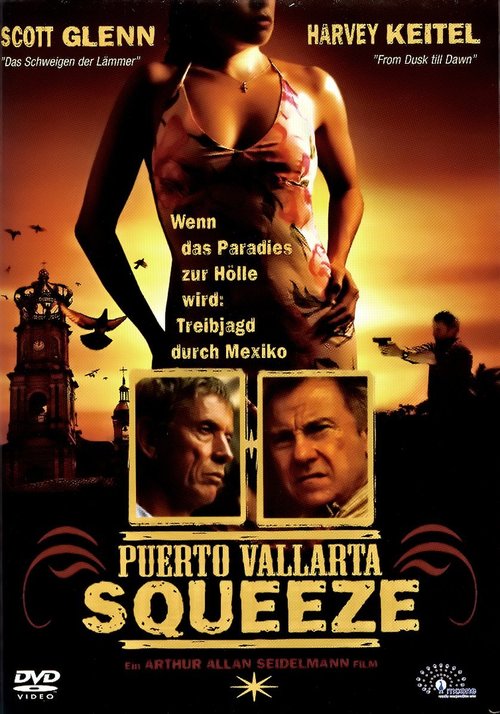 SCOTT GLENN
HARVEY KEITEL
"Das Schweigen der Lämmer"
"From Dusk till Dawn"
Wenn
das Paradies
zur Hölle
wird:
Treibjagd
durch Mexiko
PUERTO VALLARTA
SQUEEZE
EIN ARTHUR ALLAN SEIDELMANN FILM
DVD
VIDEO